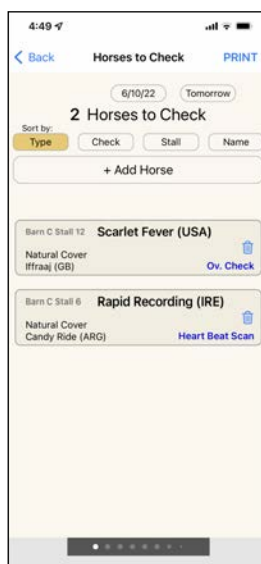 4:49
Back Horses to Check PRINT
6/10/22 Tomorrow
2 Horses to Check
Sort by:
Type Check Stall Name
+ Add Horse
Barn C Stall 12 Scarlet Fever (USA)
Natural Cover
Iffraaj (GB) Ov. Check
Barn C Stall 6 Rapid Recording (IRE)
Natural Cover
Candy Ride (ARG) Heart Beat Scan